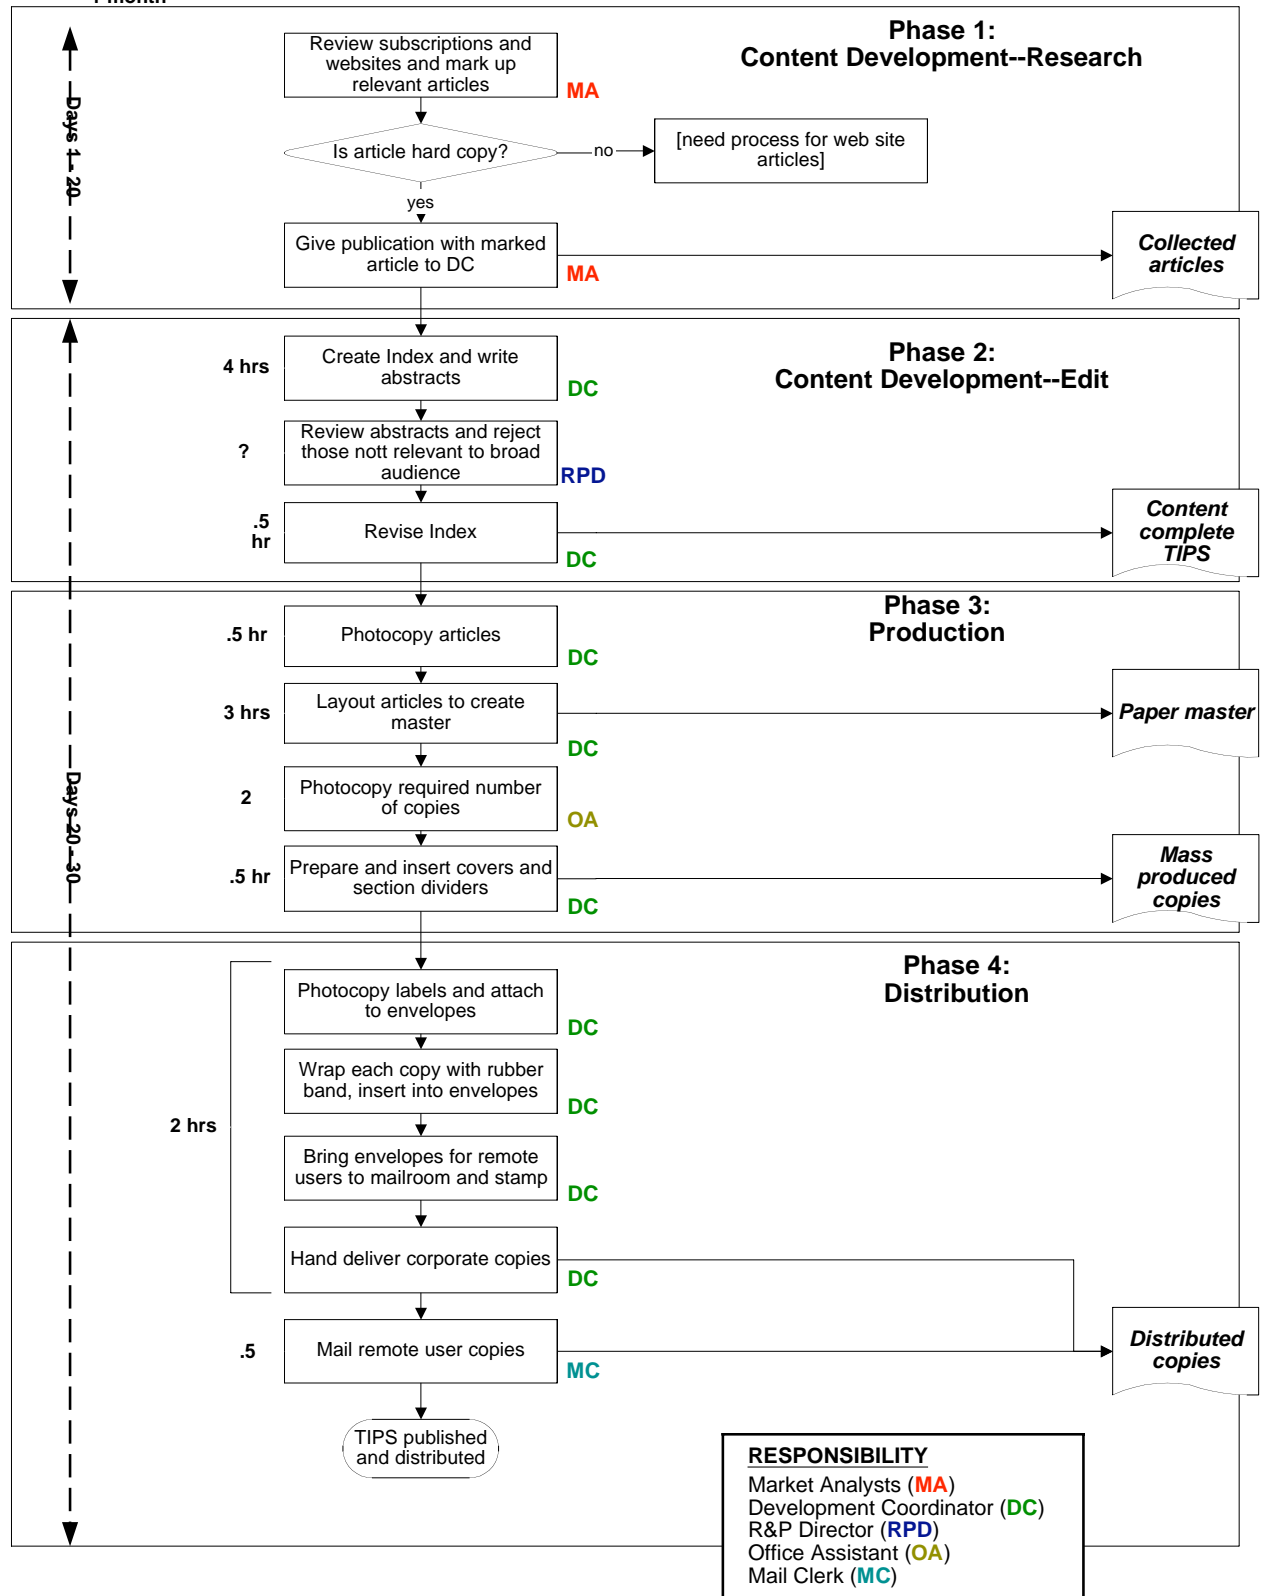 Phase 1:
Content Development--Research
Days 1 - 20
Review subscriptions and
websites and mark up
relevant articles
MA
Is article hard copy?
no
[need process for web site
articles]
yes
Give publication with marked
article to DC
MA
Collected
articles
Phase 2:
Content Development--Edit
Days 20 - 30
4 hrs
Create Index and write
abstracts
DC
?
Review abstracts and reject
those nott relevant to broad
audience
RPD
.5
hr
Revise Index
DC
Content
complete
TIPS
Phase 3:
Production
.5 hr
Photocopy articles
DC
3 hrs
Layout articles to create
master
DC
Paper master
2
Photocopy required number
of copies
OA
.5 hr
Prepare and insert covers and
section dividers
DC
Mass
produced
copies
Phase 4:
Distribution
2 hrs
Photocopy labels and attach
to envelopes
DC
Wrap each copy with rubber
band, insert into envelopes
DC
Bring envelopes for remote
users to mailroom and stamp
DC
Hand deliver corporate copies
DC
.5
Mail remote user copies
MC
Distributed
copies
TIPS published
and distributed
RESPONSIBILITY
Market Analysts (MA)
Development Coordinator (DC)
R&P Director (RPD)
Office Assistant (OA)
Mail Clerk (MC)